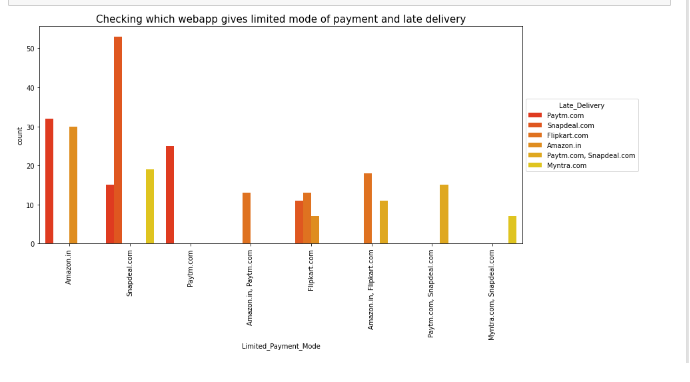 Checking which webapp gives limited mode of payment and late delivery
50
40
30
20
10
0
count
Amazon.in
Snapdeal.com
Paytm.com
Amazon.in, Paytm.com
Flipkart.com
Amazon.in, Flipkart.com
Paytm.com, Snapdeal.com
Myntra.com, Snapdeal.com
Limited_Payment_Mode
Late_Delivery
Paytm.com
Snapdeal.com
Flipkart.com
Amazon.in
Paytm.com, Snapdeal.com
Myntra.com